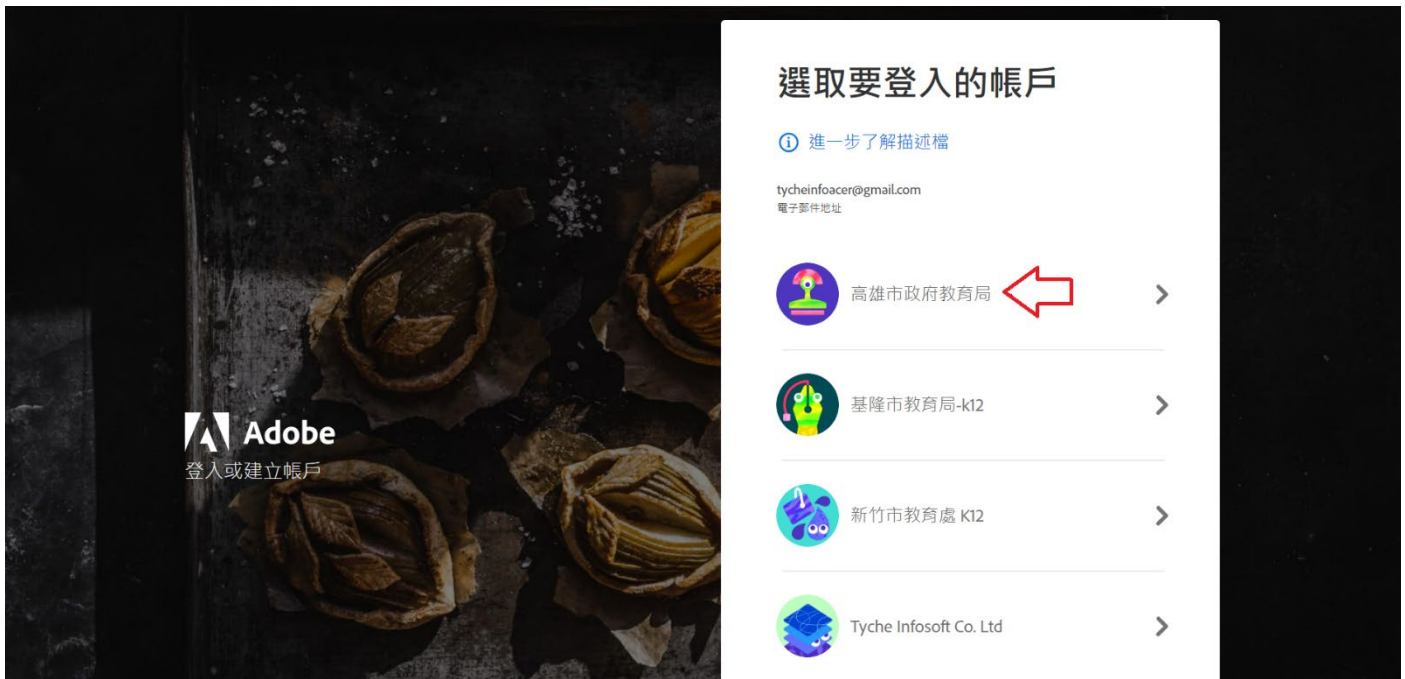 選取要登入的帳戶
進一步了解描述檔
tycheinfoacer@gmail.com
電子郵件地址
高雄市政府教育局
基隆市教育局-k12
新竹市教育處 K12
Tyche Infosoft Co. Ltd
Adobe
登入或建立帳戶